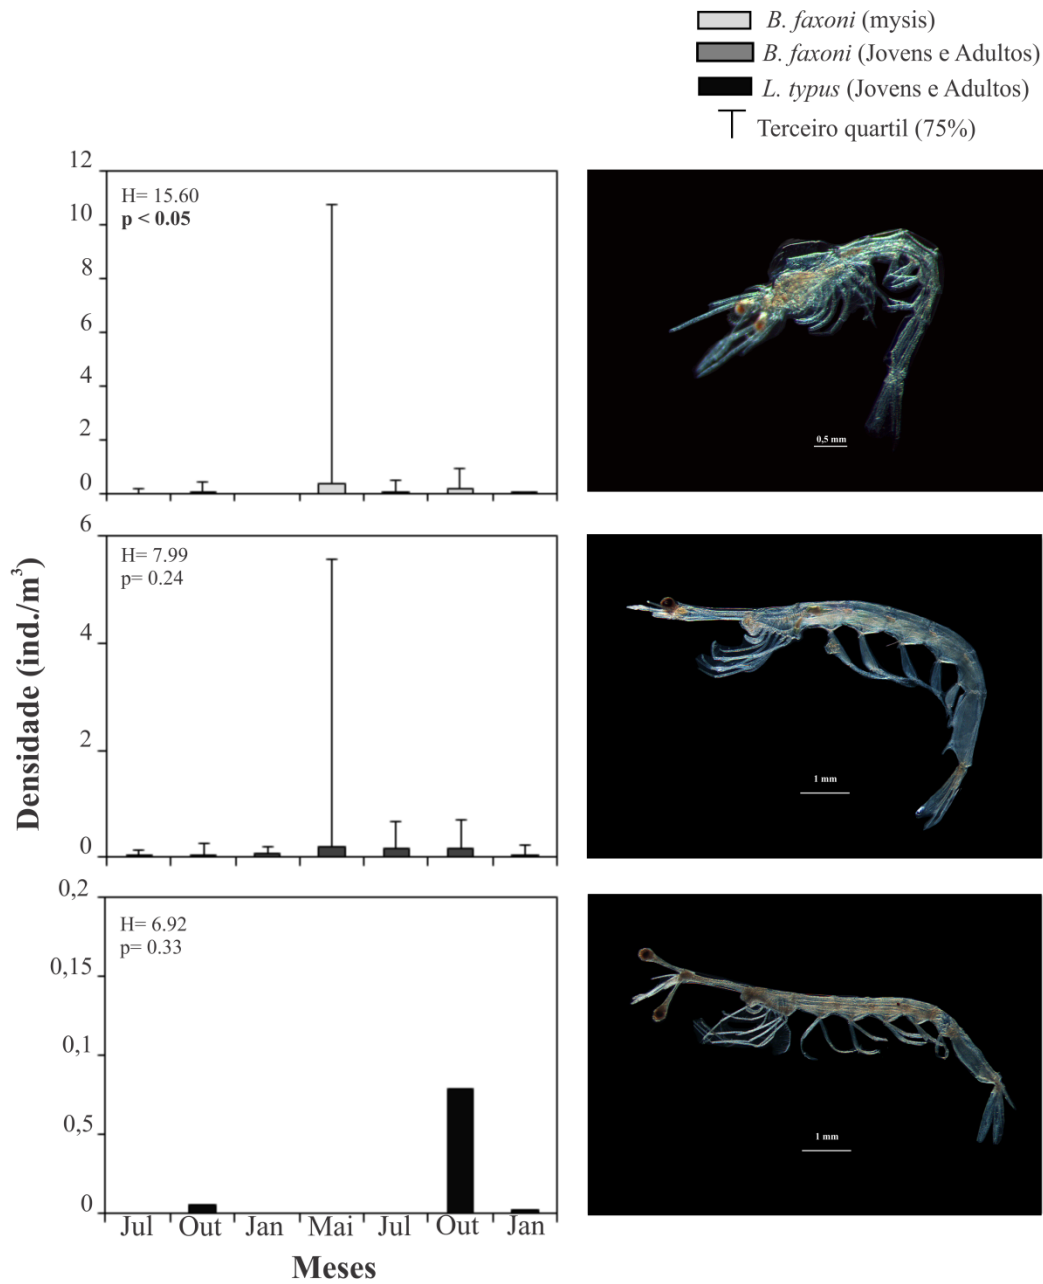 B. faxoni (mysis)
B. faxoni (Jovens e Adultos)
L. typus (Jovens e Adultos)
Terceiro quartil (75%)
12
10
8
6
4
2
0
H= 15.60
p < 0.05
0,5 mm
Densidade (ind./m³)
6
4
2
0
H= 7.99
p= 0.24
1 mm
0,2
0,15
0,1
0,5
0
H= 6.92
p= 0.33
1 mm
Jul Out Jan Mai Jul Out Jan
Meses